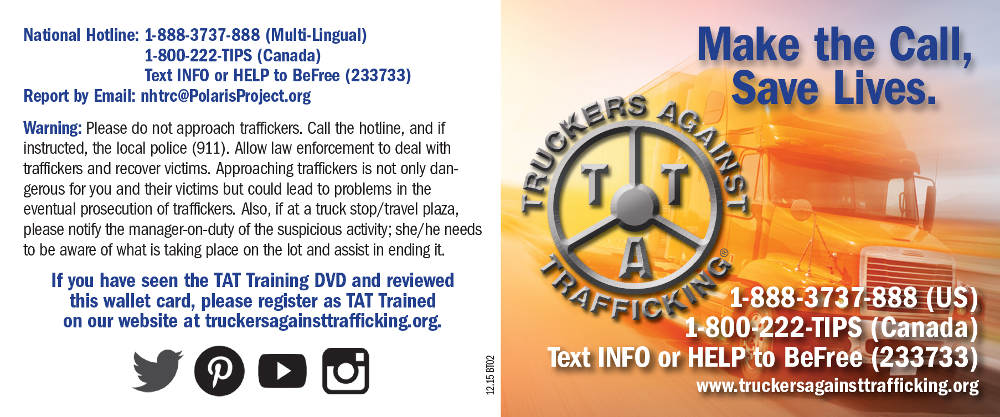 National Hotline: 1-888-3737-888 (Multi-Lingual)
1-800-222-TIPS (Canada)
Text INFO or HELP to BeFree (233733)
Report by Email: nhtrc@PolarisProject.org
Warning: Please do not approach traffickers. Call the hotline, and if
instructed, the local police (911). Allow law enforcement to deal with
traffickers and recover victims. Approaching traffickers is not only dan-
gerous for you and their victims but could lead to problems in the
eventual prosecution of traffickers. Also, if at a truck stop/travel plaza,
please notify the manager-on-duty of the suspicious activity; she/he needs
to be aware of what is taking place on the lot and assist in ending it.
If you have seen the TAT Training DVD and reviewed
this wallet card, please register as TAT Trained
on our website at truckersagainsttrafficking.org.
12.15 BT02
Make the Call,
Save Lives.
TRUCKERS AGAINST
T T
A
TRAFFICKING®
1-888-3737-888 (US)
1-800-222-TIPS (Canada)
Text INFO or HELP to BeFree (233733)
www.truckersagainsttrafficking.org